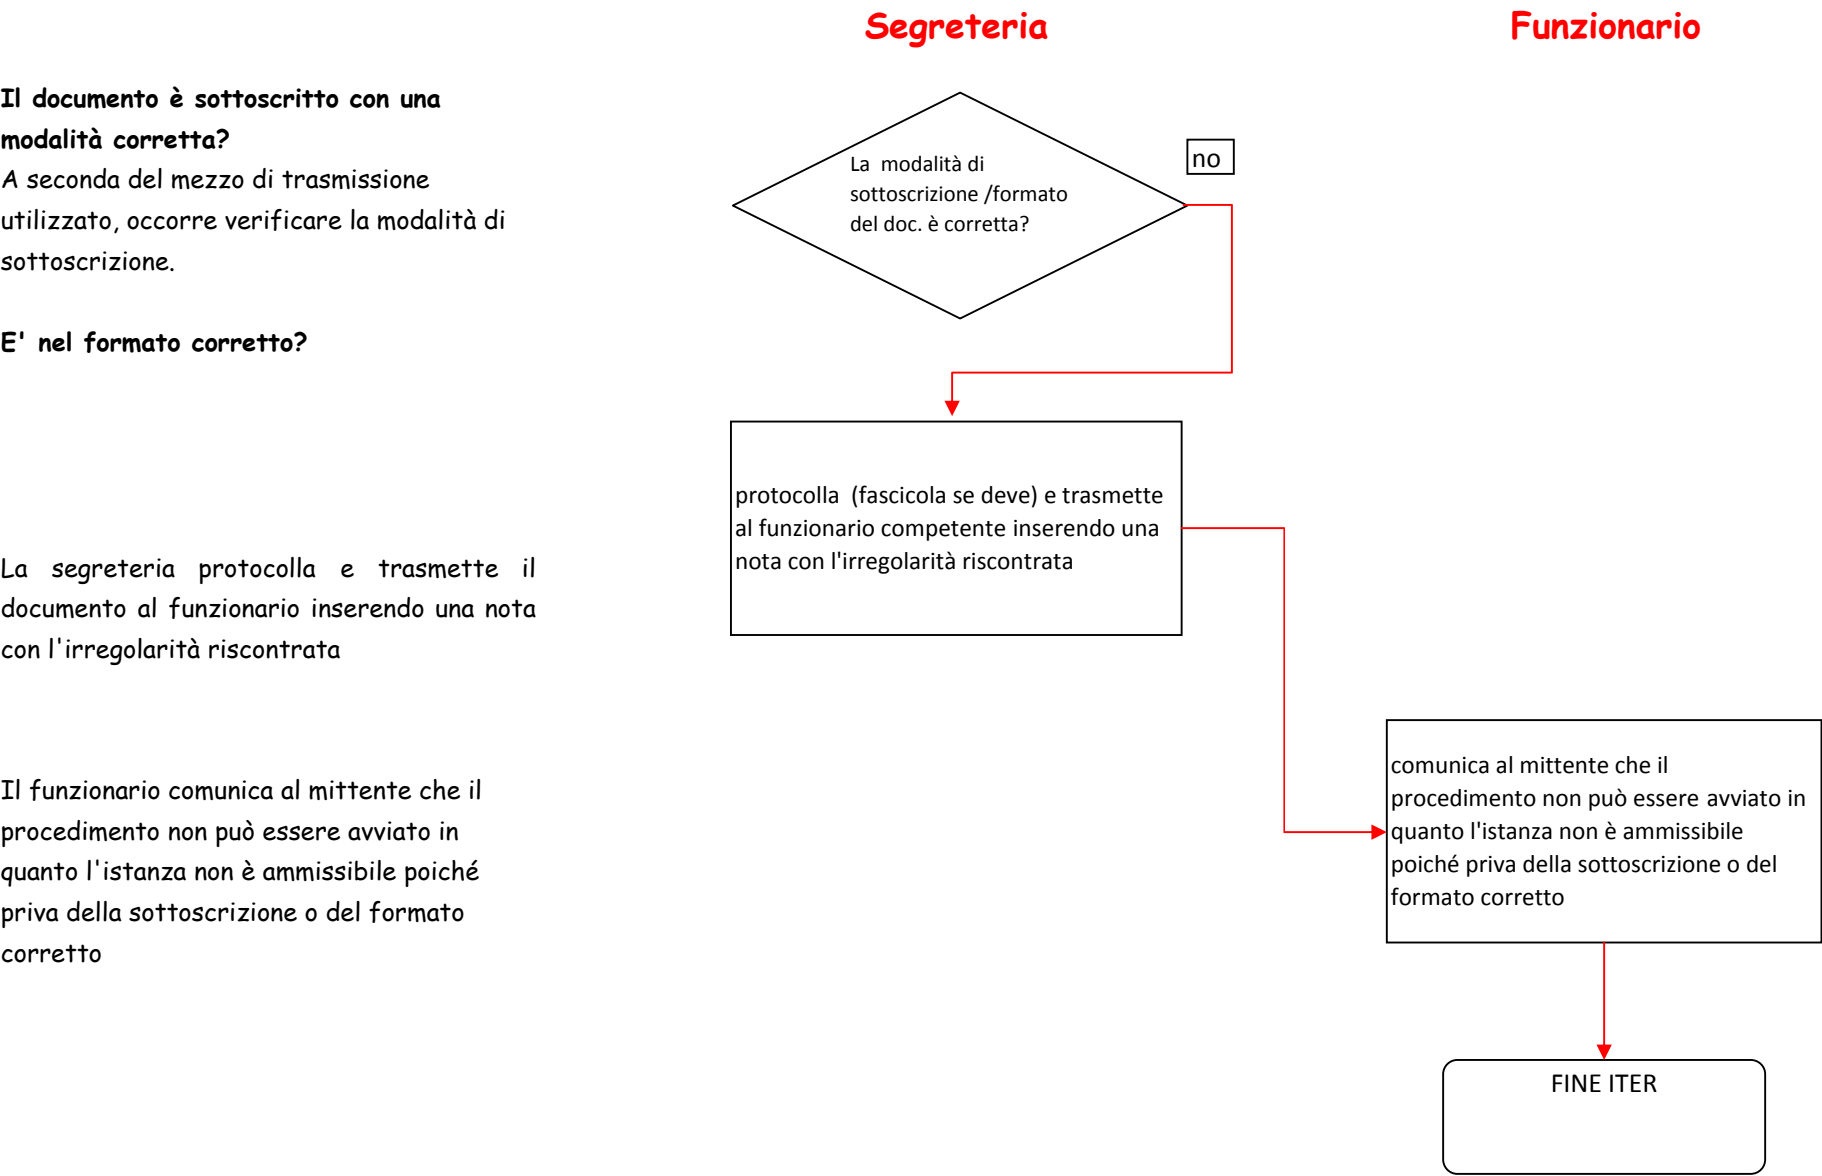 Segreteria
Funzionario
Il documento è sottoscritto con una
modalità corretta?
A seconda del mezzo di trasmissione
utilizzato, occorre verificare la modalità di
sottoscrizione.
E' nel formato corretto?
La modalità di
sottoscrizione /formato
del doc. è corretta?
no
protocolla (fascicola se deve) e trasmette
al funzionario competente inserendo una
nota con l'irregolarità riscontrata
La segreteria protocolla e trasmette il
documento al funzionario inserendo una nota
con l'irregolarità riscontrata
Il funzionario comunica al mittente che il
procedimento non può essere avviato in
quanto l'istanza non è ammissibile poiché
priva della sottoscrizione o del formato
corretto
comunica al mittente che il
procedimento non può essere avviato in
quanto l'istanza non è ammissibile
poiché priva della sottoscrizione o del
formato corretto
FINE ITER